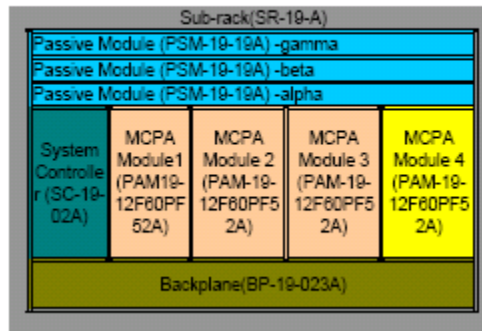 Sub-rack(SR-19-A)
Passive Module (PSM-19-19A) -gamma
Passive Module (PSM-19-19A) -beta
Passive Module (PSM-19-19A) -alpha
System
Controlle
r (SC-19-
02A)
MCPA
Module1
(PAM19-
12F60PF
52A)
MCPA
Module 2
(PAM-19-
12F60PF5
2A)
MCPA
Module 3
(PAM-19-
12F60PF5
2A)
MCPA
Module 4
(PAM-19-
12F60PF5
2A)
Backplane(BP-19-023A)